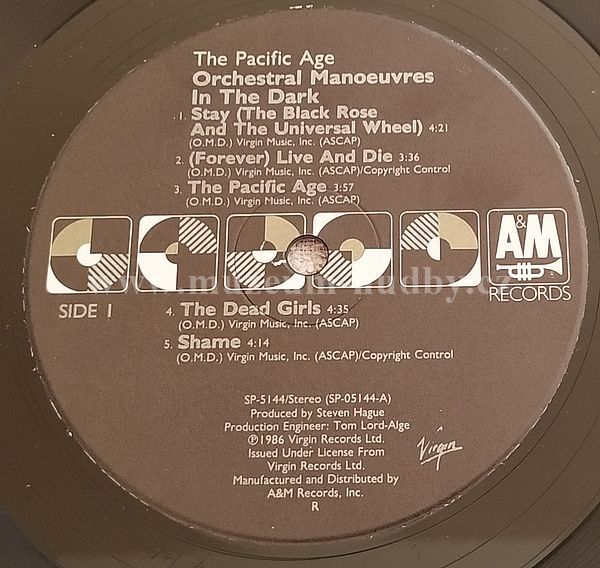 The Pacific Age
Orchestral Manoeuvres
In The Dark
1. Stay (The Black Rose
And The Universal Wheel) 4:21
(O.M.D.) Virgin Music, Inc. (ASCAP)
2. (Forever) Live And Die 3:36
(O.M.D.) Virgin Music, Inc. (ASCAP)/Copyright Control
3. The Pacific Age 3:57
(O.M.D.) Virgin Music, Inc. (ASCAP)
A&M
RECORDS
SIDE 1
4. The Dead Girls 4:35
(O.M.D.) Virgin Music, Inc. (ASCAP)
5. Shame 4:14
(O.M.D.) Virgin Music, Inc. (ASCAP)/Copyright Control
SP-5144/Stereo (SP-05144-A)
Produced by Steven Hague
Production Engineer: Tom Lord-Alge
℗1986 Virgin Records Ltd.
Issued Under License From
Virgin Records Ltd.
Manufactured and Distributed by
A&M Records, Inc.
R
Virgin